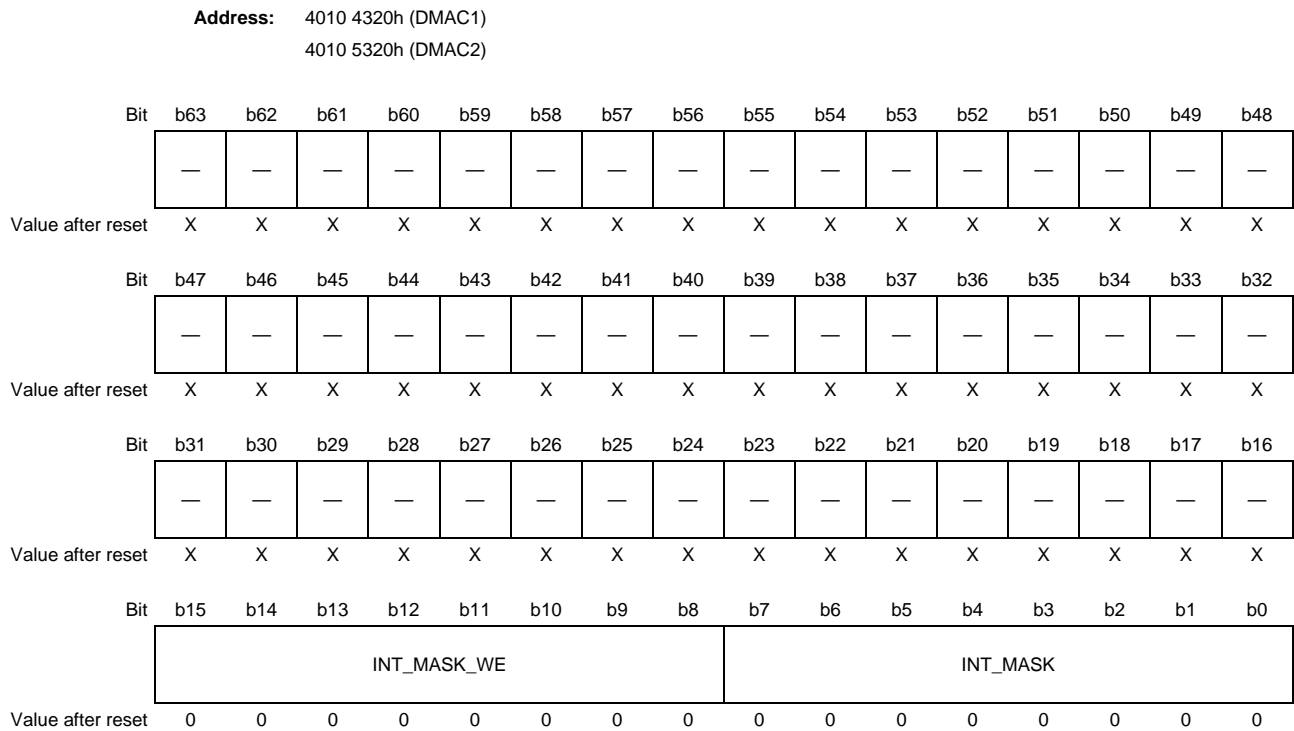 Address: 4010 4320h (DMAC1)
4010 5320h (DMAC2)
Bit b63 b62 b61 b60 b59 b58 b57 b56 b55 b54 b53 b52 b51 b50 b49 b48
— — — — — — — — — — — — — — — —
Value after reset X X X X X X X X X X X X X X X X
Bit b47 b46 b45 b44 b43 b42 b41 b40 b39 b38 b37 b36 b35 b34 b33 b32
— — — — — — — — — — — — — — — —
Value after reset X X X X X X X X X X X X X X X X
Bit b31 b30 b29 b28 b27 b26 b25 b24 b23 b22 b21 b20 b19 b18 b17 b16
— — — — — — — — — — — — — — — —
Value after reset X X X X X X X X X X X X X X X X
Bit b15 b14 b13 b12 b11 b10 b9 b8 b7 b6 b5 b4 b3 b2 b1 b0
INT_MASK_WE INT_MASK
Value after reset 0 0 0 0 0 0 0 0 0 0 0 0 0 0 0 0